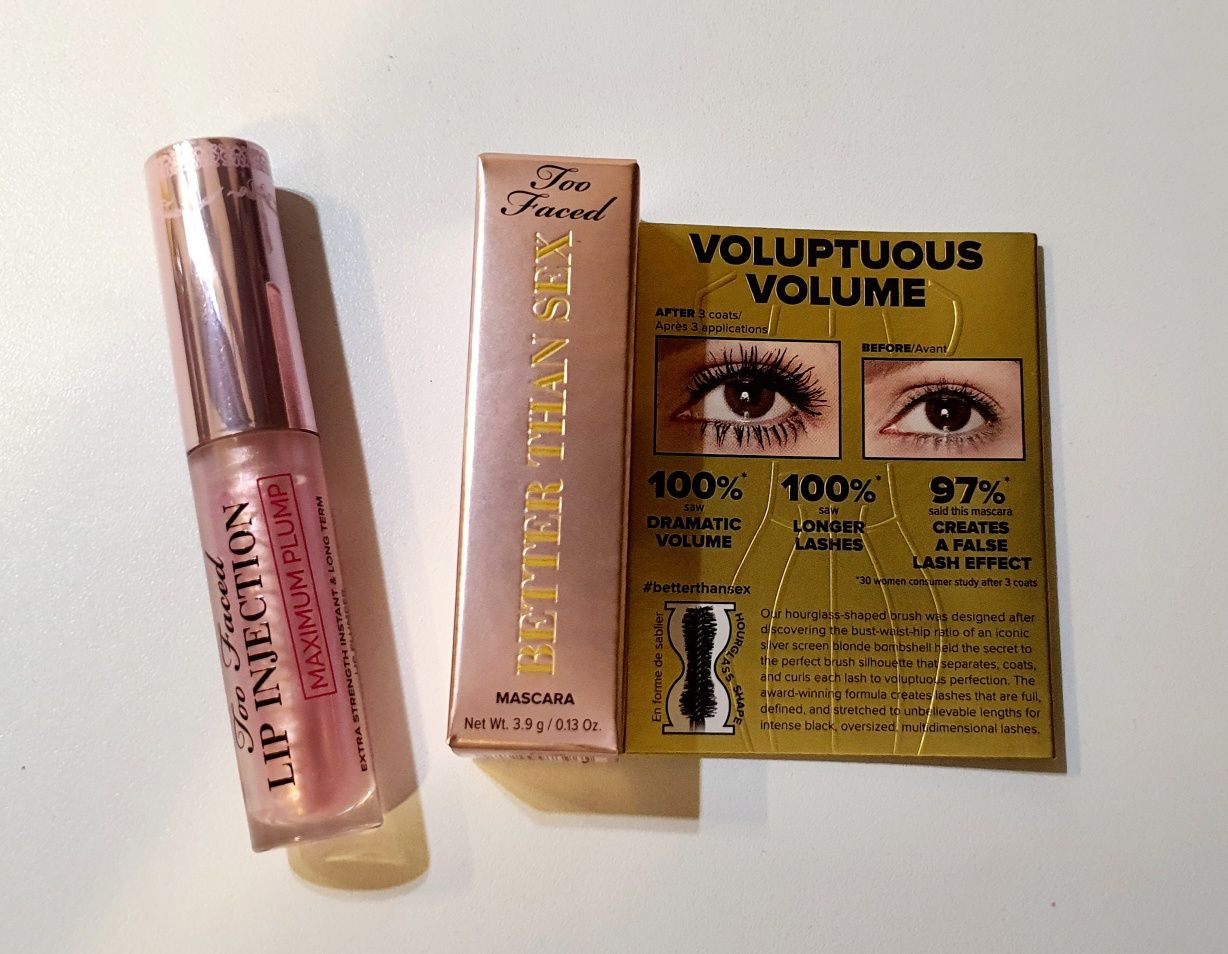 Too Faced
LIP INJECTION
MAXIMUM PLUMP
EXTRA STRENGTH INSTANT & LONG TERM
LIP PLUMPER
Too
Faced
BETTER THAN SEX
MASCARA
Net Wt. 3.9 g / 0.13 Oz.
VOLUPTUOUS
VOLUME
AFTER 3 coats/
Après 3 applications
BEFORE/Avant
100%*
saw
DRAMATIC
VOLUME
100%*
saw
LONGER
LASHES
97%*
said this mascara
CREATES
A FALSE
LASH EFFECT
*30 women consumer study after 3 coats
#betterthansex
En forme de sablier
HOURGLASS SHAPE
Our hourglass-shaped brush was designed after
discovering the bust-waist-hip ratio of an iconic
silver screen blonde bombshell held the secret to
the perfect brush silhouette that separates, coats,
and curls each lash to voluptuous perfection. The
award-winning formula creates lashes that are full,
defined, and stretched to unbelievable lengths for
intense black, oversized, multidimensional lashes.